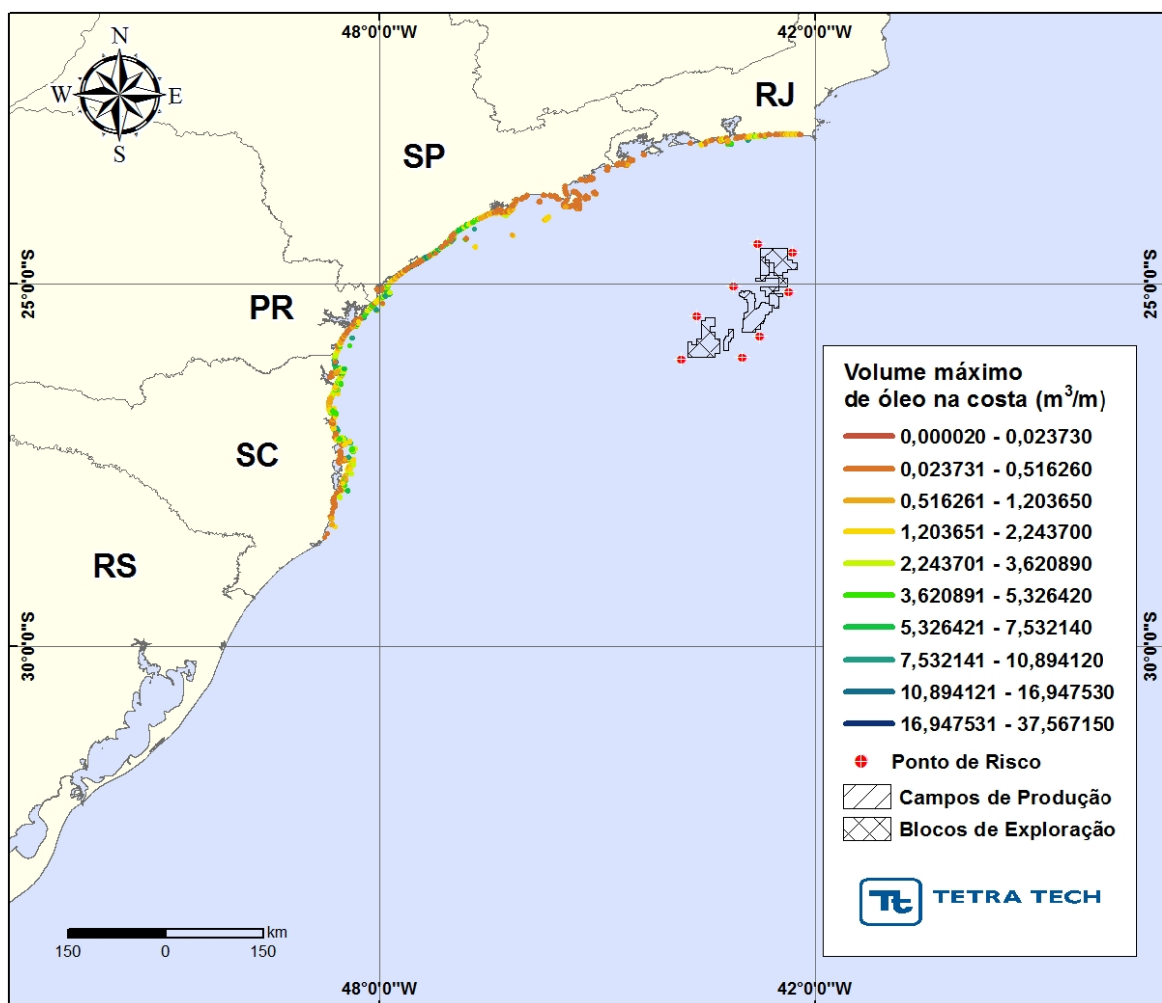 48°0'0"W
42°0'0"W
N
W
E
S
RJ
SP
25°0'0"S
25°0'0"S
PR
SC
RS
30°0'0"S
30°0'0"S
Volume máximo
de óleo na costa (m³/m)
0,000020 - 0,023730
0,023731 - 0,516260
0,516261 - 1,203650
1,203651 - 2,243700
2,243701 - 3,620890
3,620891 - 5,326420
5,326421 - 7,532140
7,532141 - 10,894120
10,894121 - 16,947530
16,947531 - 37,567150
Ponto de Risco
Campos de Produção
Blocos de Exploração
Tt TETRA TECH
km
150 0 150
48°0'0"W
42°0'0"W